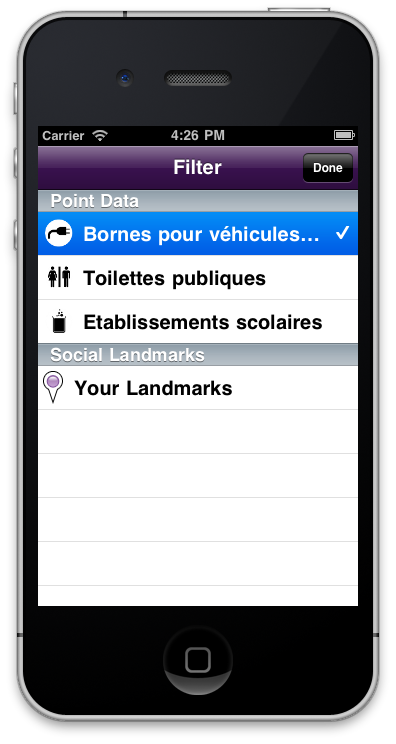 Carrier 4:26 PM
Filter Done
Point Data
Bornes pour véhicules...
Toilettes publiques
Etablissements scolaires
Social Landmarks
Your Landmarks